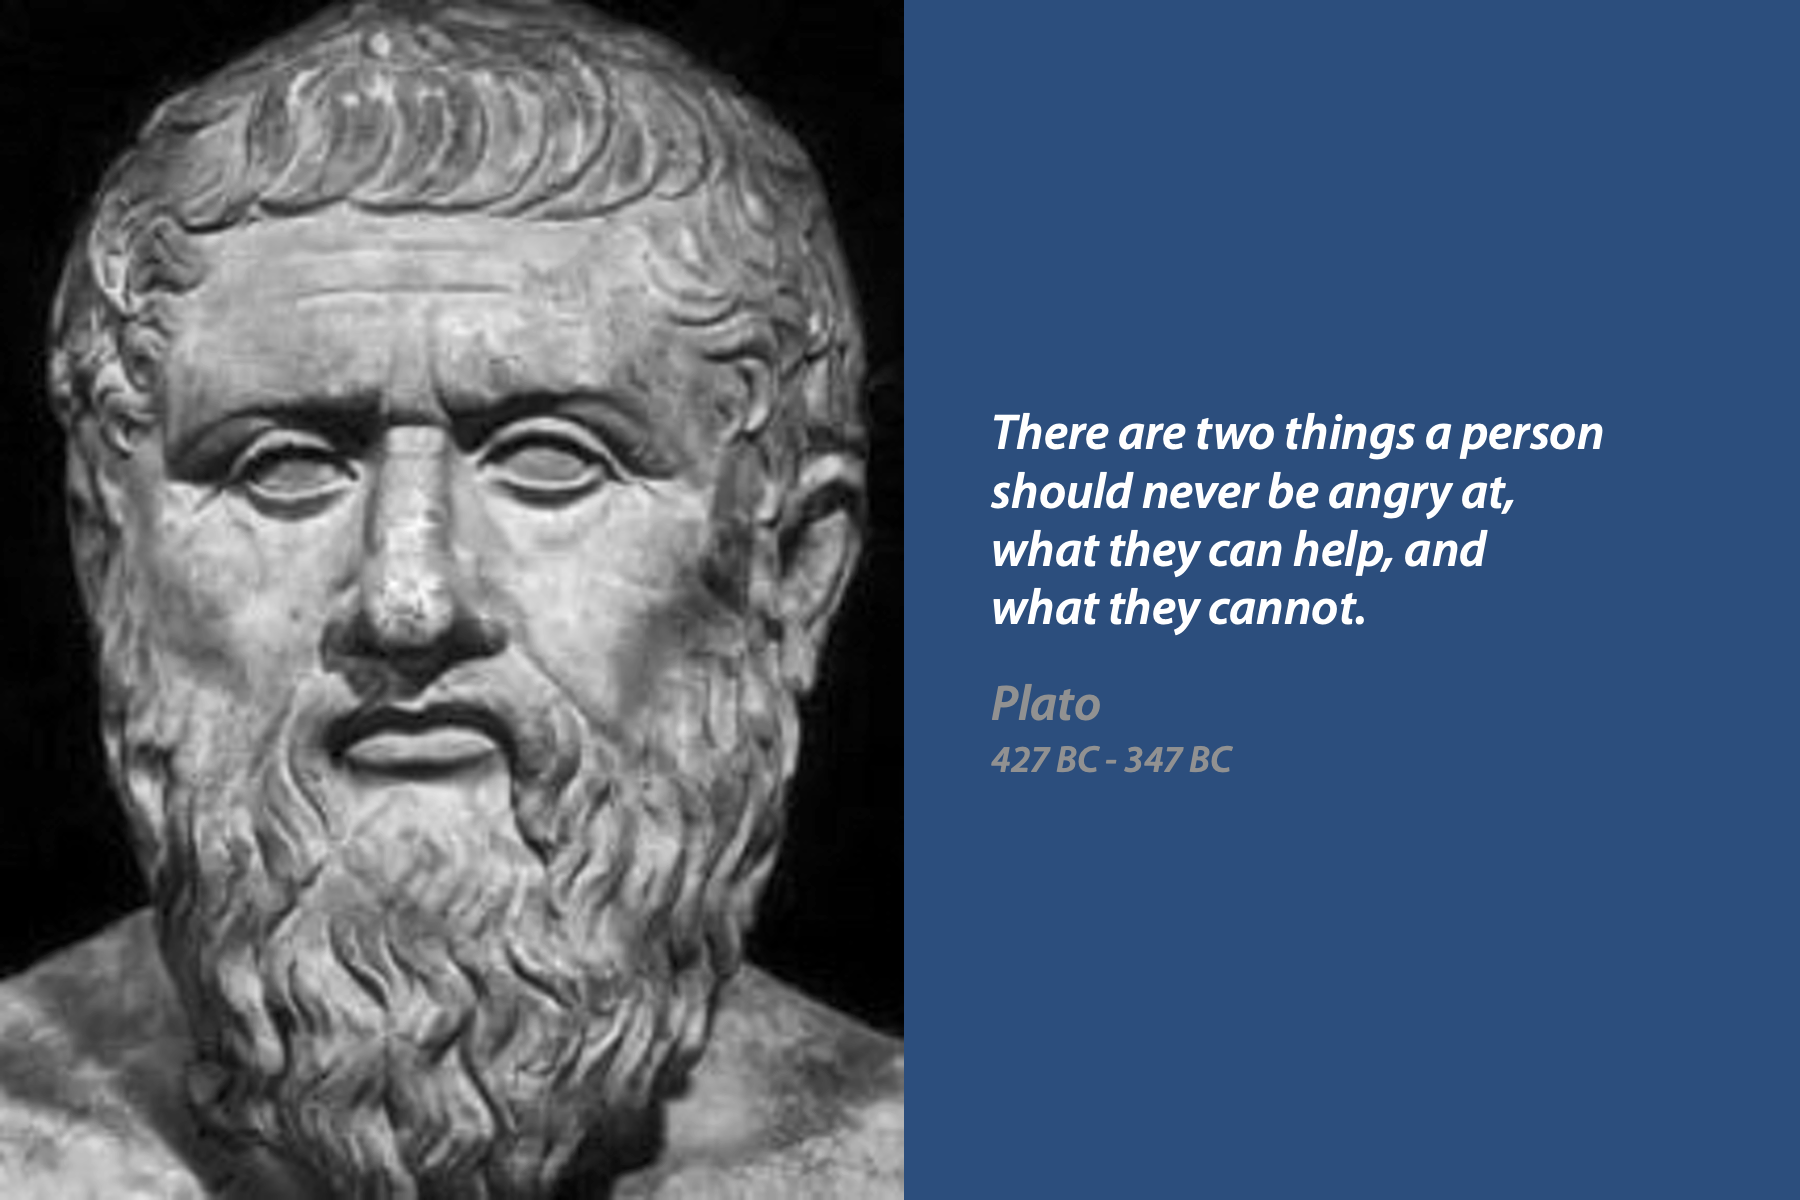 There are two things a person
should never be angry at,
what they can help, and
what they cannot.
Plato
427 BC - 347 BC